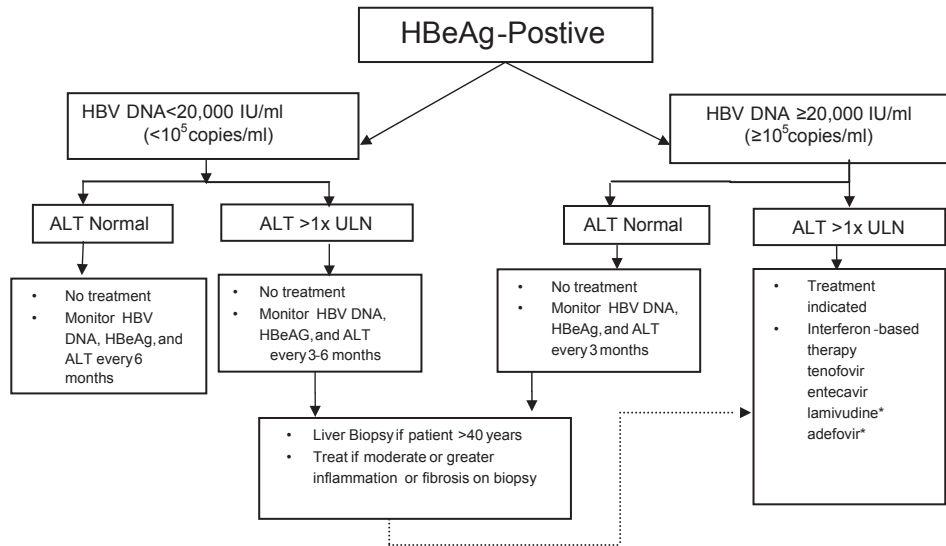 HBeAg-Postive
HBV DNA<20,000 IU/ml
(<10⁵copies/ml)
HBV DNA ≥20,000 IU/ml
(≥10⁵copies/ml)
ALT Normal
ALT >1x ULN
ALT Normal
ALT >1x ULN
• No treatment
• Monitor HBV
DNA, HBeAg, and
ALT every 6
months
• No treatment
• Monitor HBV DNA,
HBeAG, and ALT
every 3-6 months
• No treatment
• Monitor HBV DNA,
HBeAg, and ALT
every 3 months
• Treatment
indicated
• Interferon-based
therapy
tenofovir
entecavir
lamivudine*
adefovir*
• Liver Biopsy if patient >40 years
• Treat if moderate or greater
inflammation or fibrosis on biopsy